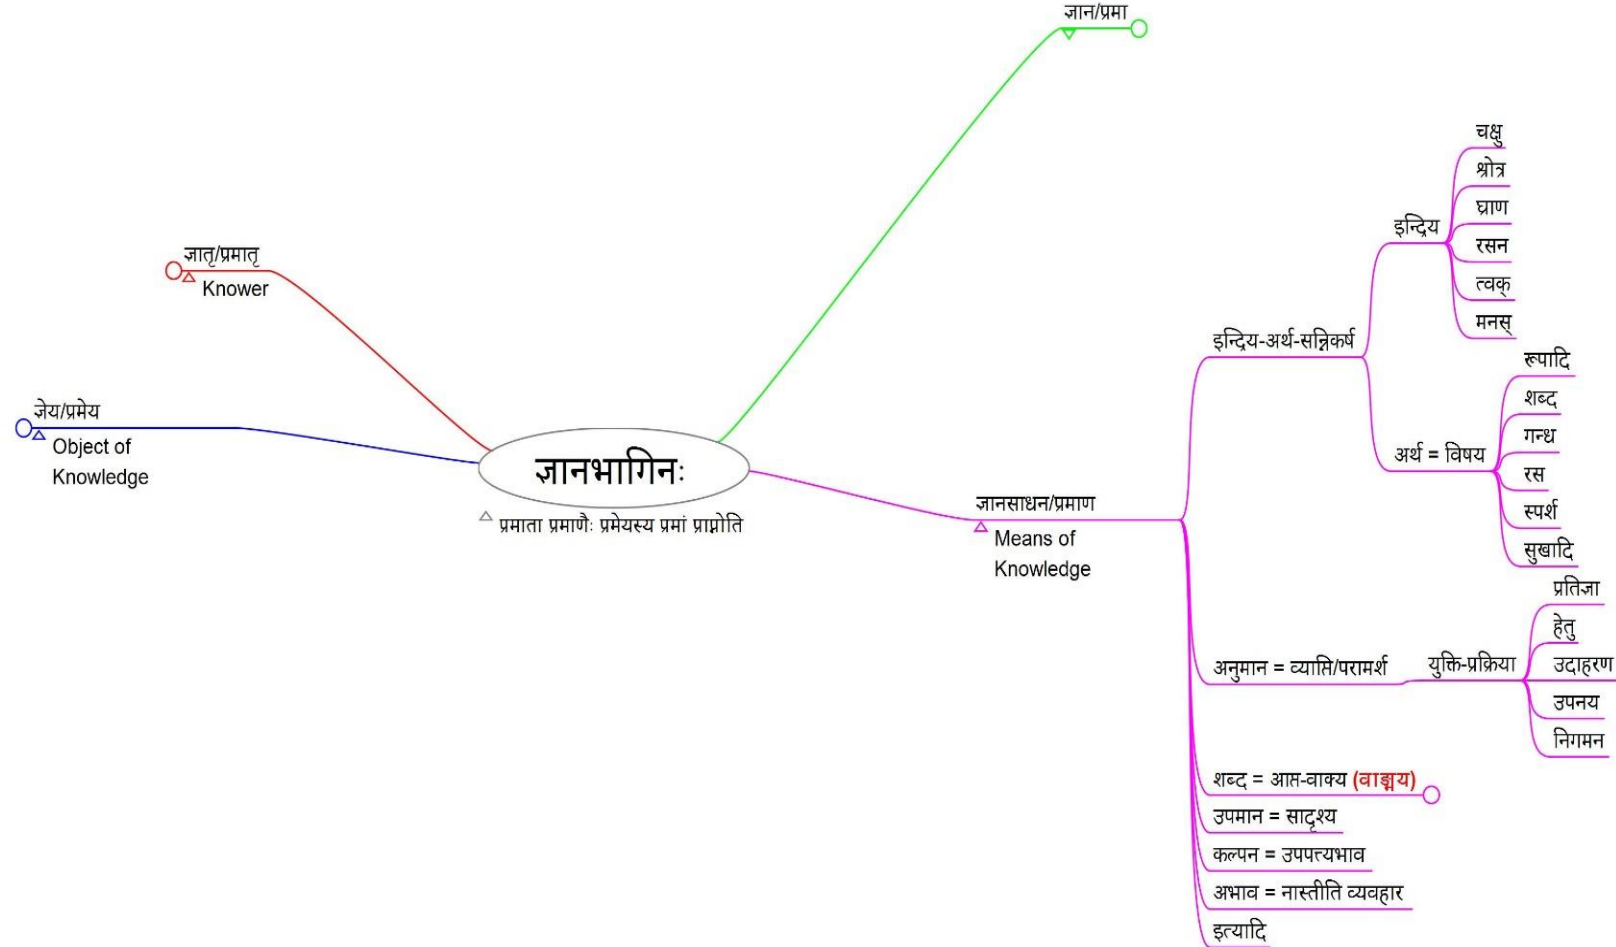 ज्ञान/प्रमा
ज्ञातृ/प्रमातृ
Knower
ज्ञेय/प्रमेय
Object of
Knowledge
ज्ञानभागिनः
प्रमाता प्रमाणैः प्रमेयस्य प्रमां प्राप्नोति
ज्ञानसाधन/प्रमाण
Means of
Knowledge
इन्द्रिय-अर्थ-सन्निकर्ष
इन्द्रिय
चक्षु
श्रोत्र
घ्राण
रसन
त्वक्
मनस्
अर्थ = विषय
रूपादि
शब्द
गन्ध
रस
स्पर्श
सुखादि
अनुमान = व्याप्ति/परामर्श
युक्ति-प्रक्रिया
प्रतिज्ञा
हेतु
उदाहरण
उपनय
निगमन
शब्द = आप्त-वाक्य (वाङ्मय)
उपमान = सादृश्य
कल्पन = उपपत्त्यभाव
अभाव = नास्तीति व्यवहार
इत्यादि